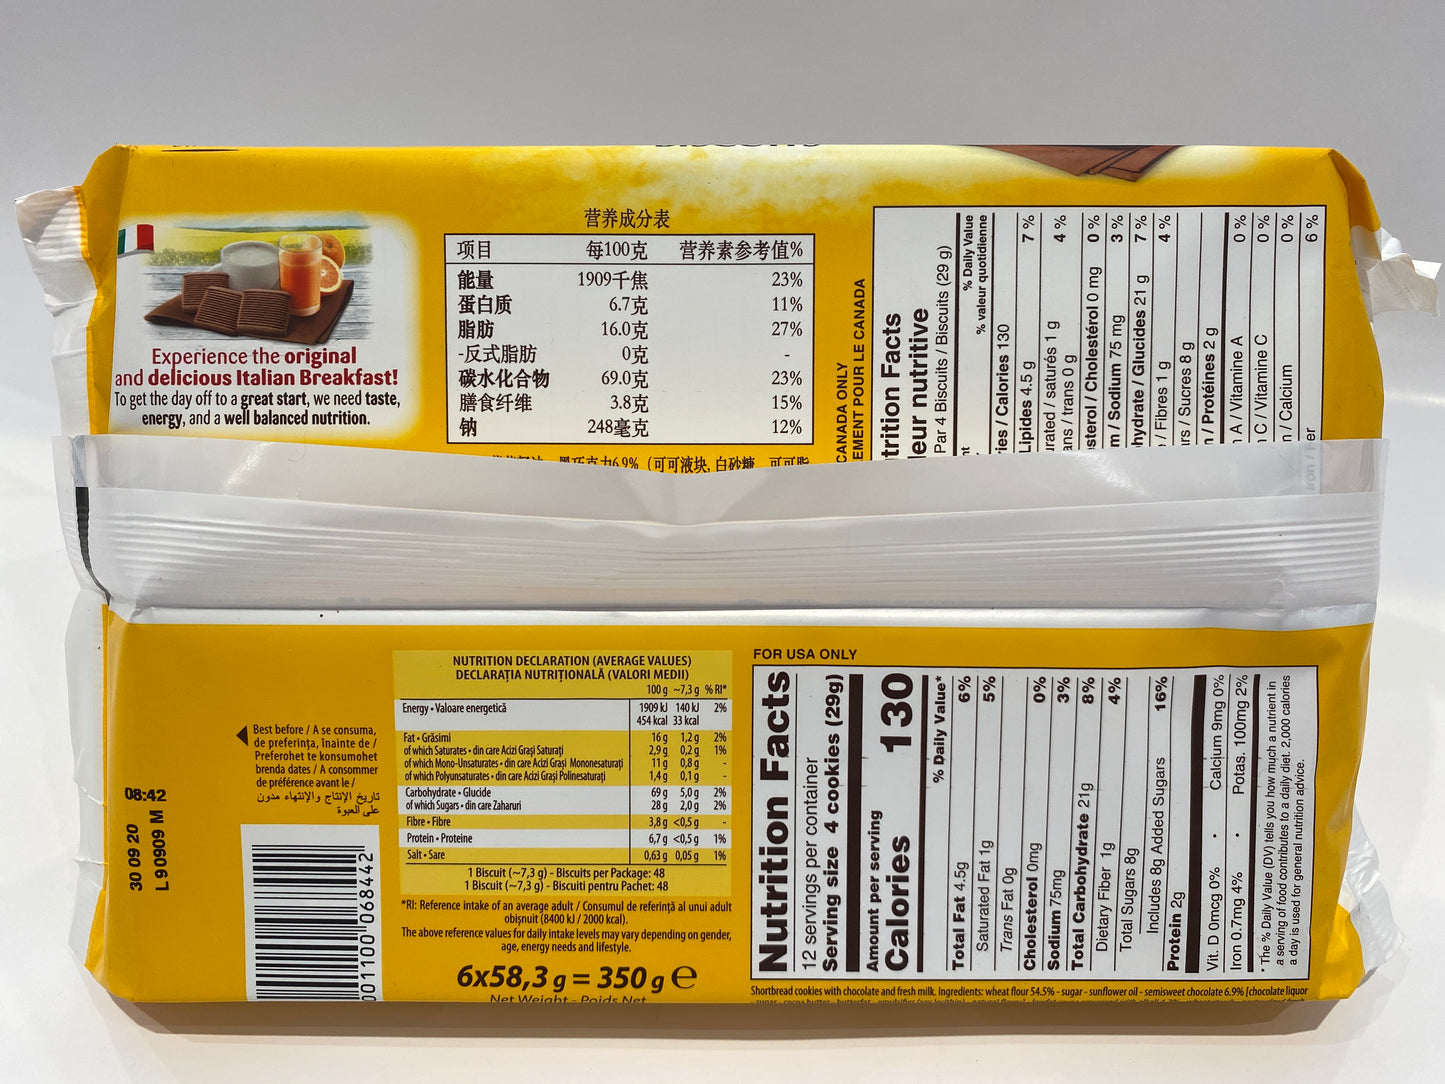 Experience the original
and delicious Italian Breakfast!
To get the day off to a great start, we need taste,
energy, and a well balanced nutrition.
营养成分表
项目 每100克 营养素参考值%
能量 1909千焦 23%
蛋白质 6.7克 11%
脂肪 16.0克 27%
-反式脂肪 0克 -
碳水化合物 69.0克 23%
膳食纤维 3.8克 15%
钠 248毫克 12%
黑巧克力6.9% (可可液块, 白砂糖
CANADA ONLY
EMENT POUR LE CANADA
trition Facts
leur nutritive
Par 4 Biscuits / Biscuits (29 g)
% Daily Value
% valeur quotidienne
ries / Calories 130
Lipides 4.5 g 7 %
urated / saturés 1 g 4 %
ans / trans 0 g
esterol / Cholestérol 0 mg 0 %
m / Sodium 75 mg 3 %
hydrate / Glucides 21 g 7 %
/ Fibres 1 g 4 %
rs / Sucres 8 g
n / Protéines 2 g
n A / Vitamine A 0 %
n C / Vitamine C 0 %
n / Calcium 0 %
Iron / Fer 6 %
Best before / A se consuma,
de preferința, înainte de /
Preferohet te konsumohet
brenda dates / A consommer
de préférence avant le /
تاريخ الإنتاج والإنتهاء مدون
على العبوة
08:42
30 09 20
L90909 M
001100 068442
NUTRITION DECLARATION (AVERAGE VALUES)
DECLARAȚIA NUTRIȚIONALĂ (VALORI MEDII)
100 g ~7,3 g % RI*
Energy • Valoare energetică 1909 kJ 140 kJ 2%
454 kcal 33 kcal
Fat • Grăsimi 16 g 1,2 g 2%
of which Saturates • din care Acizi Grași Saturați 2,9 g 0,2 g 1%
of which Mono-Unsaturates • din care Acizi Grași Mononesaturați 11 g 0,8 g -
of which Polyunsaturates • din care Acizi Grași Polinesaturați 1,4 g 0,1 g -
Carbohydrate • Glucide 69 g 5,0 g 2%
of which Sugars • din care Zaharuri 28 g 2,0 g 2%
Fibre • Fibre 3,8 g <0,5 g -
Protein • Proteine 6,7 g <0,5 g 1%
Salt • Sare 0,63 g 0,05 g 1%
1 Biscuit (~7,3 g) - Biscuits per Package: 48
1 Biscuit (~7,3 g) - Biscuiti pentru Pachet: 48
*RI: Reference intake of an average adult / Consumul de referință al unui adult
obișnuit (8400 kJ / 2000 kcal).
The above reference values for daily intake levels may vary depending on gender,
age, energy needs and lifestyle.
6x58,3 g = 350 g e
Net Weight - Poids Net
FOR USA ONLY
Nutrition Facts
12 servings per container
Serving size 4 cookies (29g)
Amount per serving
Calories 130
% Daily Value*
Total Fat 4.5g 6%
Saturated Fat 1g 5%
Trans Fat 0g
Cholesterol 0mg 0%
Sodium 75mg 3%
Total Carbohydrate 21g 8%
Dietary Fiber 1g 4%
Total Sugars 8g
Includes 8g Added Sugars 16%
Protein 2g
Vit. D 0mcg 0% • Calcium 9mg 0%
Iron 0.7mg 4% • Potas. 100mg 2%
* The % Daily Value (DV) tells you how much a nutrient in
a serving of food contributes to a daily diet. 2,000 calories
a day is used for general nutrition advice.
Shortbread cookies with chocolate and fresh milk. Ingredients: wheat flour 54.5% - sugar - sunflower oil - semisweet chocolate 6.9% [chocolate liquor